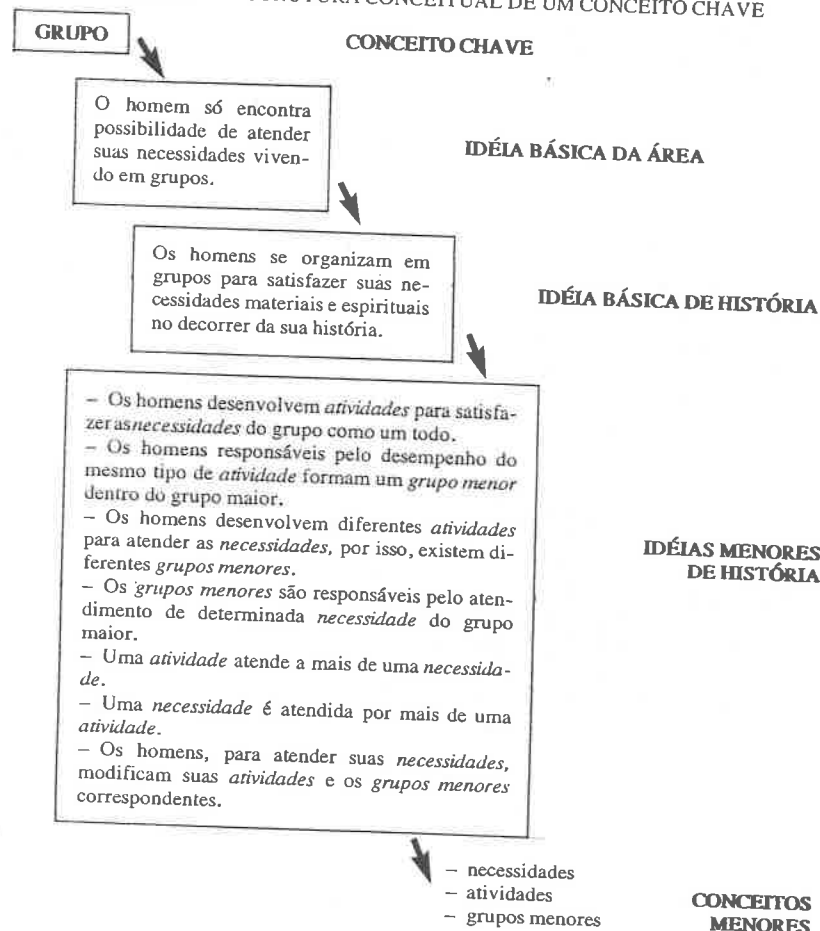 CONCEITUAL DE UM CONCEITO CHAVE
GRUPO
CONCEITO CHAVE
O homem só encontra
possibilidade de atender
suas necessidades viven-
do em grupos.
IDÉIA BÁSICA DA ÁREA
Os homens se organizam em
grupos para satisfazer suas ne-
cessidades materiais e espirituais
no decorrer da sua história.
IDÉIA BÁSICA DE HISTÓRIA
– Os homens desenvolvem atividades para satisfa-
zer as necessidades do grupo como um todo.
– Os homens responsáveis pelo desempenho do
mesmo tipo de atividade formam um grupo menor
dentro do grupo maior.
– Os homens desenvolvem diferentes atividades
para atender as necessidades, por isso, existem di-
ferentes grupos menores.
– Os grupos menores são responsáveis pelo aten-
dimento de determinada necessidade do grupo
maior.
– Uma atividade atende a mais de uma necessida-
de.
– Uma necessidade é atendida por mais de uma
atividade.
– Os homens, para atender suas necessidades,
modificam suas atividades e os grupos menores
correspondentes.
IDÉIAS MENORES
DE HISTÓRIA
– necessidades
– atividades
– grupos menores
CONCEITOS
MENORES